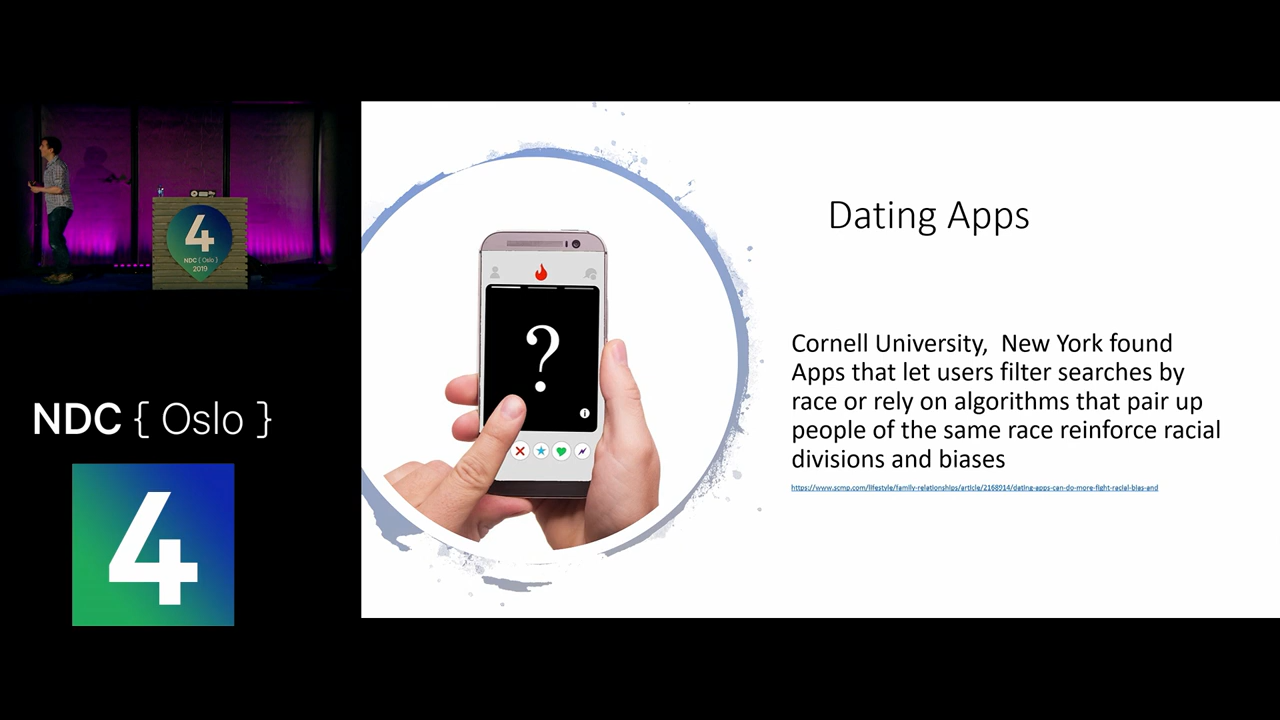 4
NDC { Oslo }
2019
NDC { Oslo }
4
Dating Apps
?
Cornell University, New York found
Apps that let users filter searches by
race or rely on algorithms that pair up
people of the same race reinforce racial
divisions and biases
https://www.scmp.com/lifestyle/family-relationships/article/2168914/dating-apps-can-do-more-fight-racial-bias-and